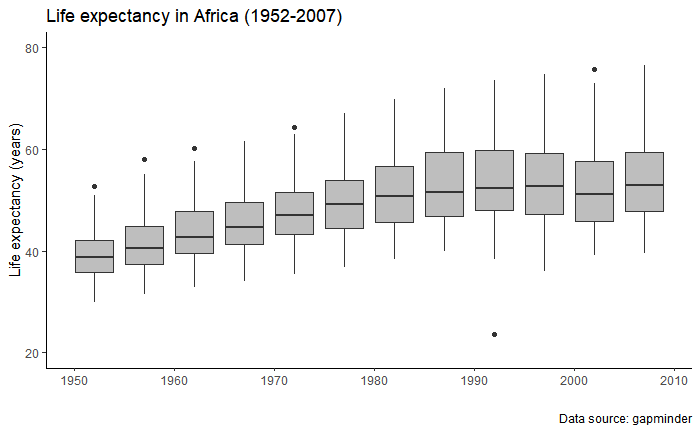 Life expectancy in Africa (1952-2007)
Life expectancy (years)
80
60
40
20
1950 1960 1970 1980 1990 2000 2010
Data source: gapminder